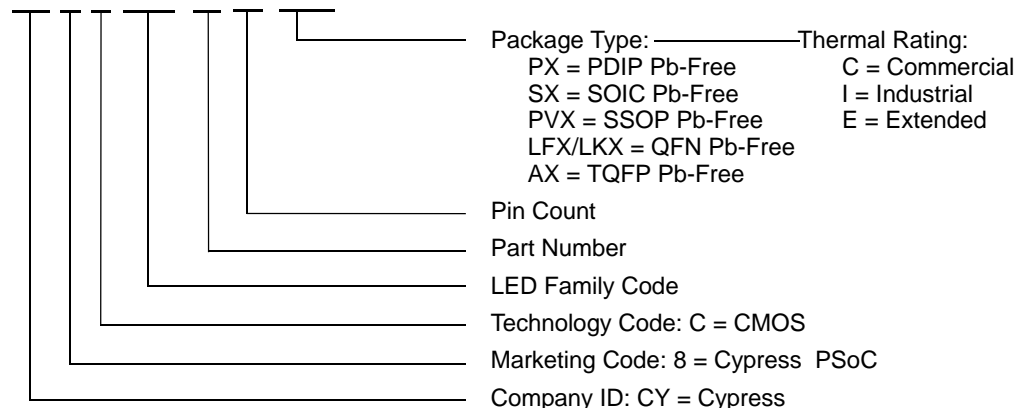 Package Type: Thermal Rating:
PX = PDIP Pb-Free C = Commercial
SX = SOIC Pb-Free I = Industrial
PVX = SSOP Pb-Free E = Extended
LFX/LKX = QFN Pb-Free
AX = TQFP Pb-Free
Pin Count
Part Number
LED Family Code
Technology Code: C = CMOS
Marketing Code: 8 = Cypress PSoC
Company ID: CY = Cypress